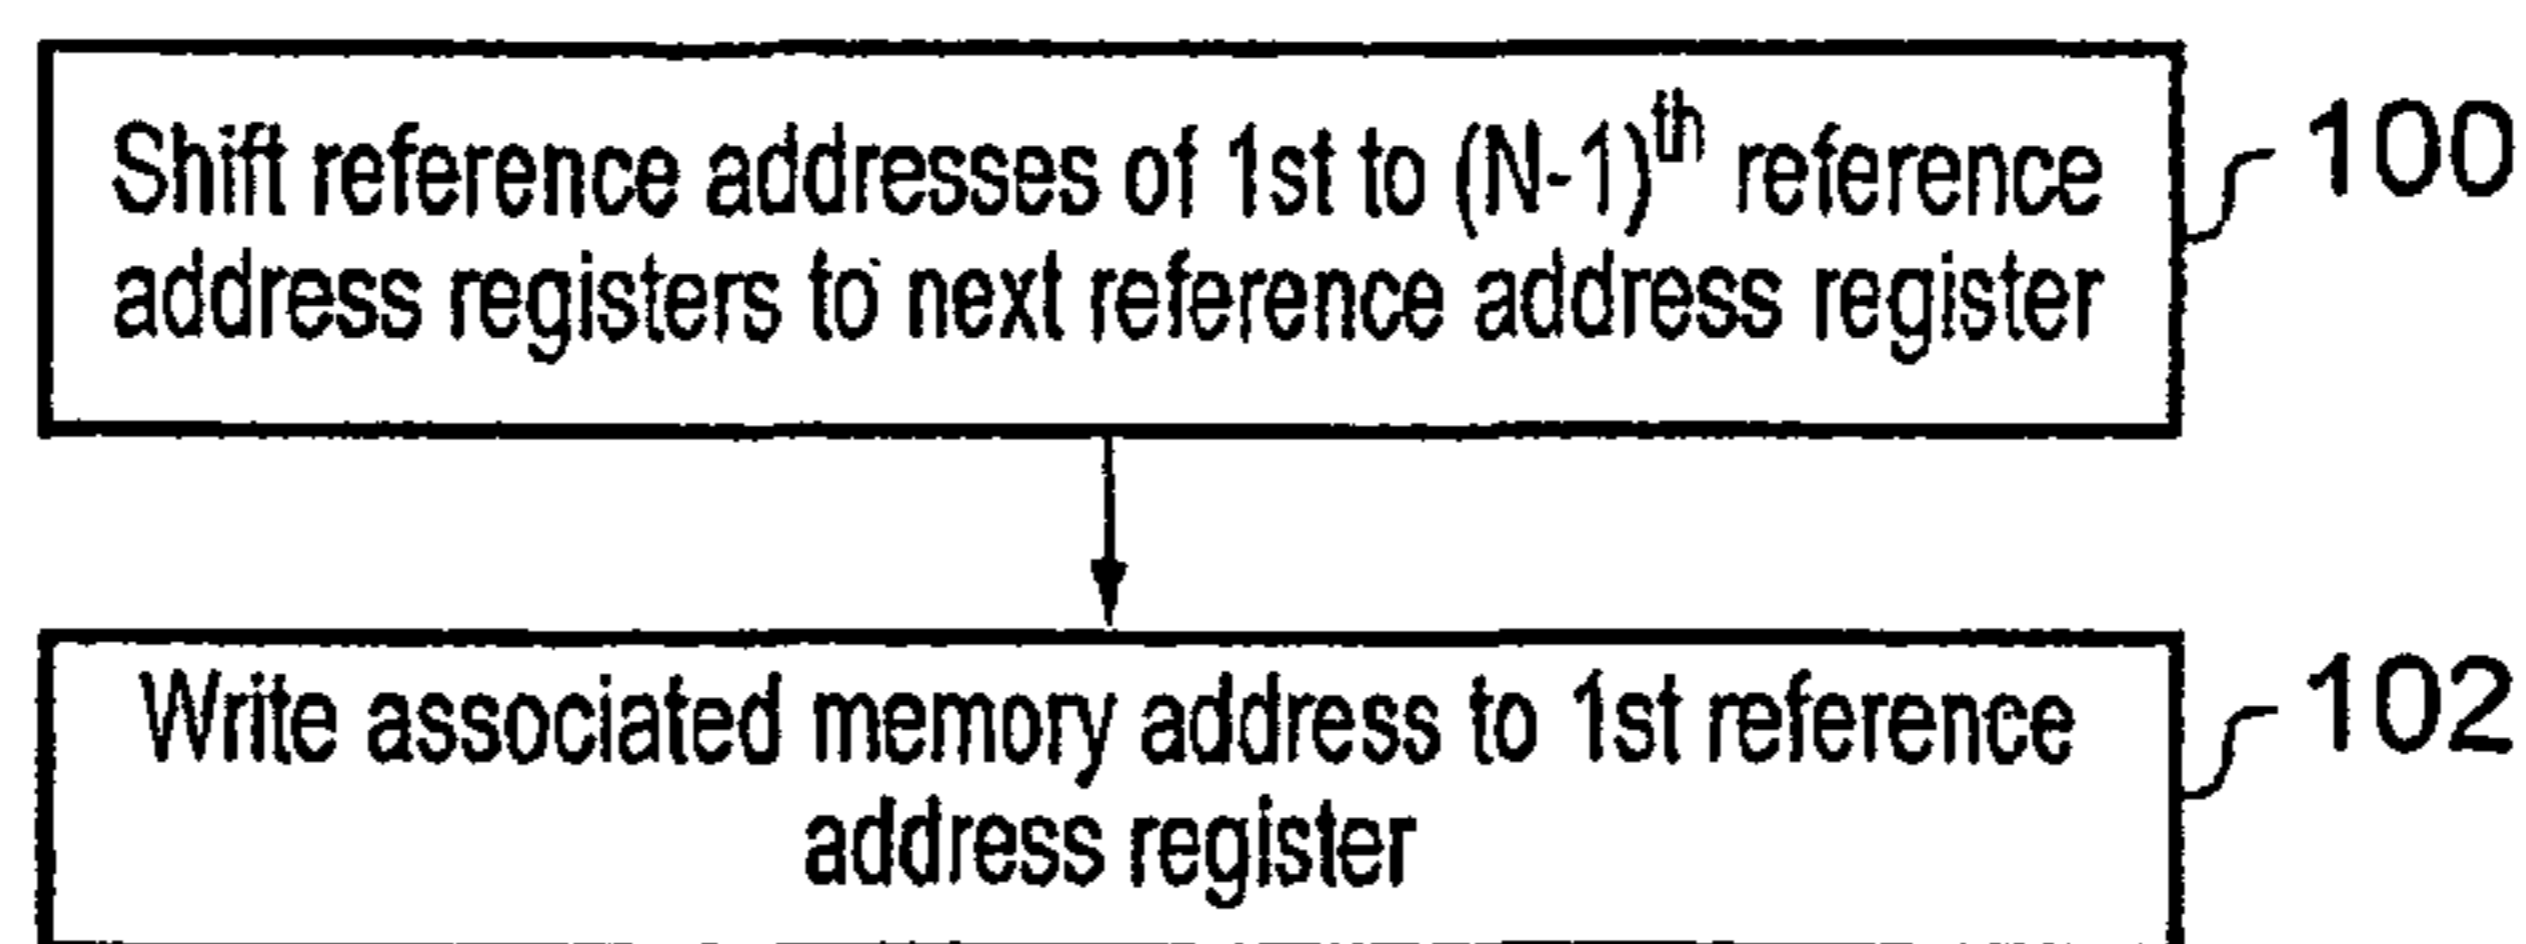 Shift reference addresses of 1st to (N-1)th reference 100
address registers to next reference address register
Write associated memory address to 1st reference 102
address register